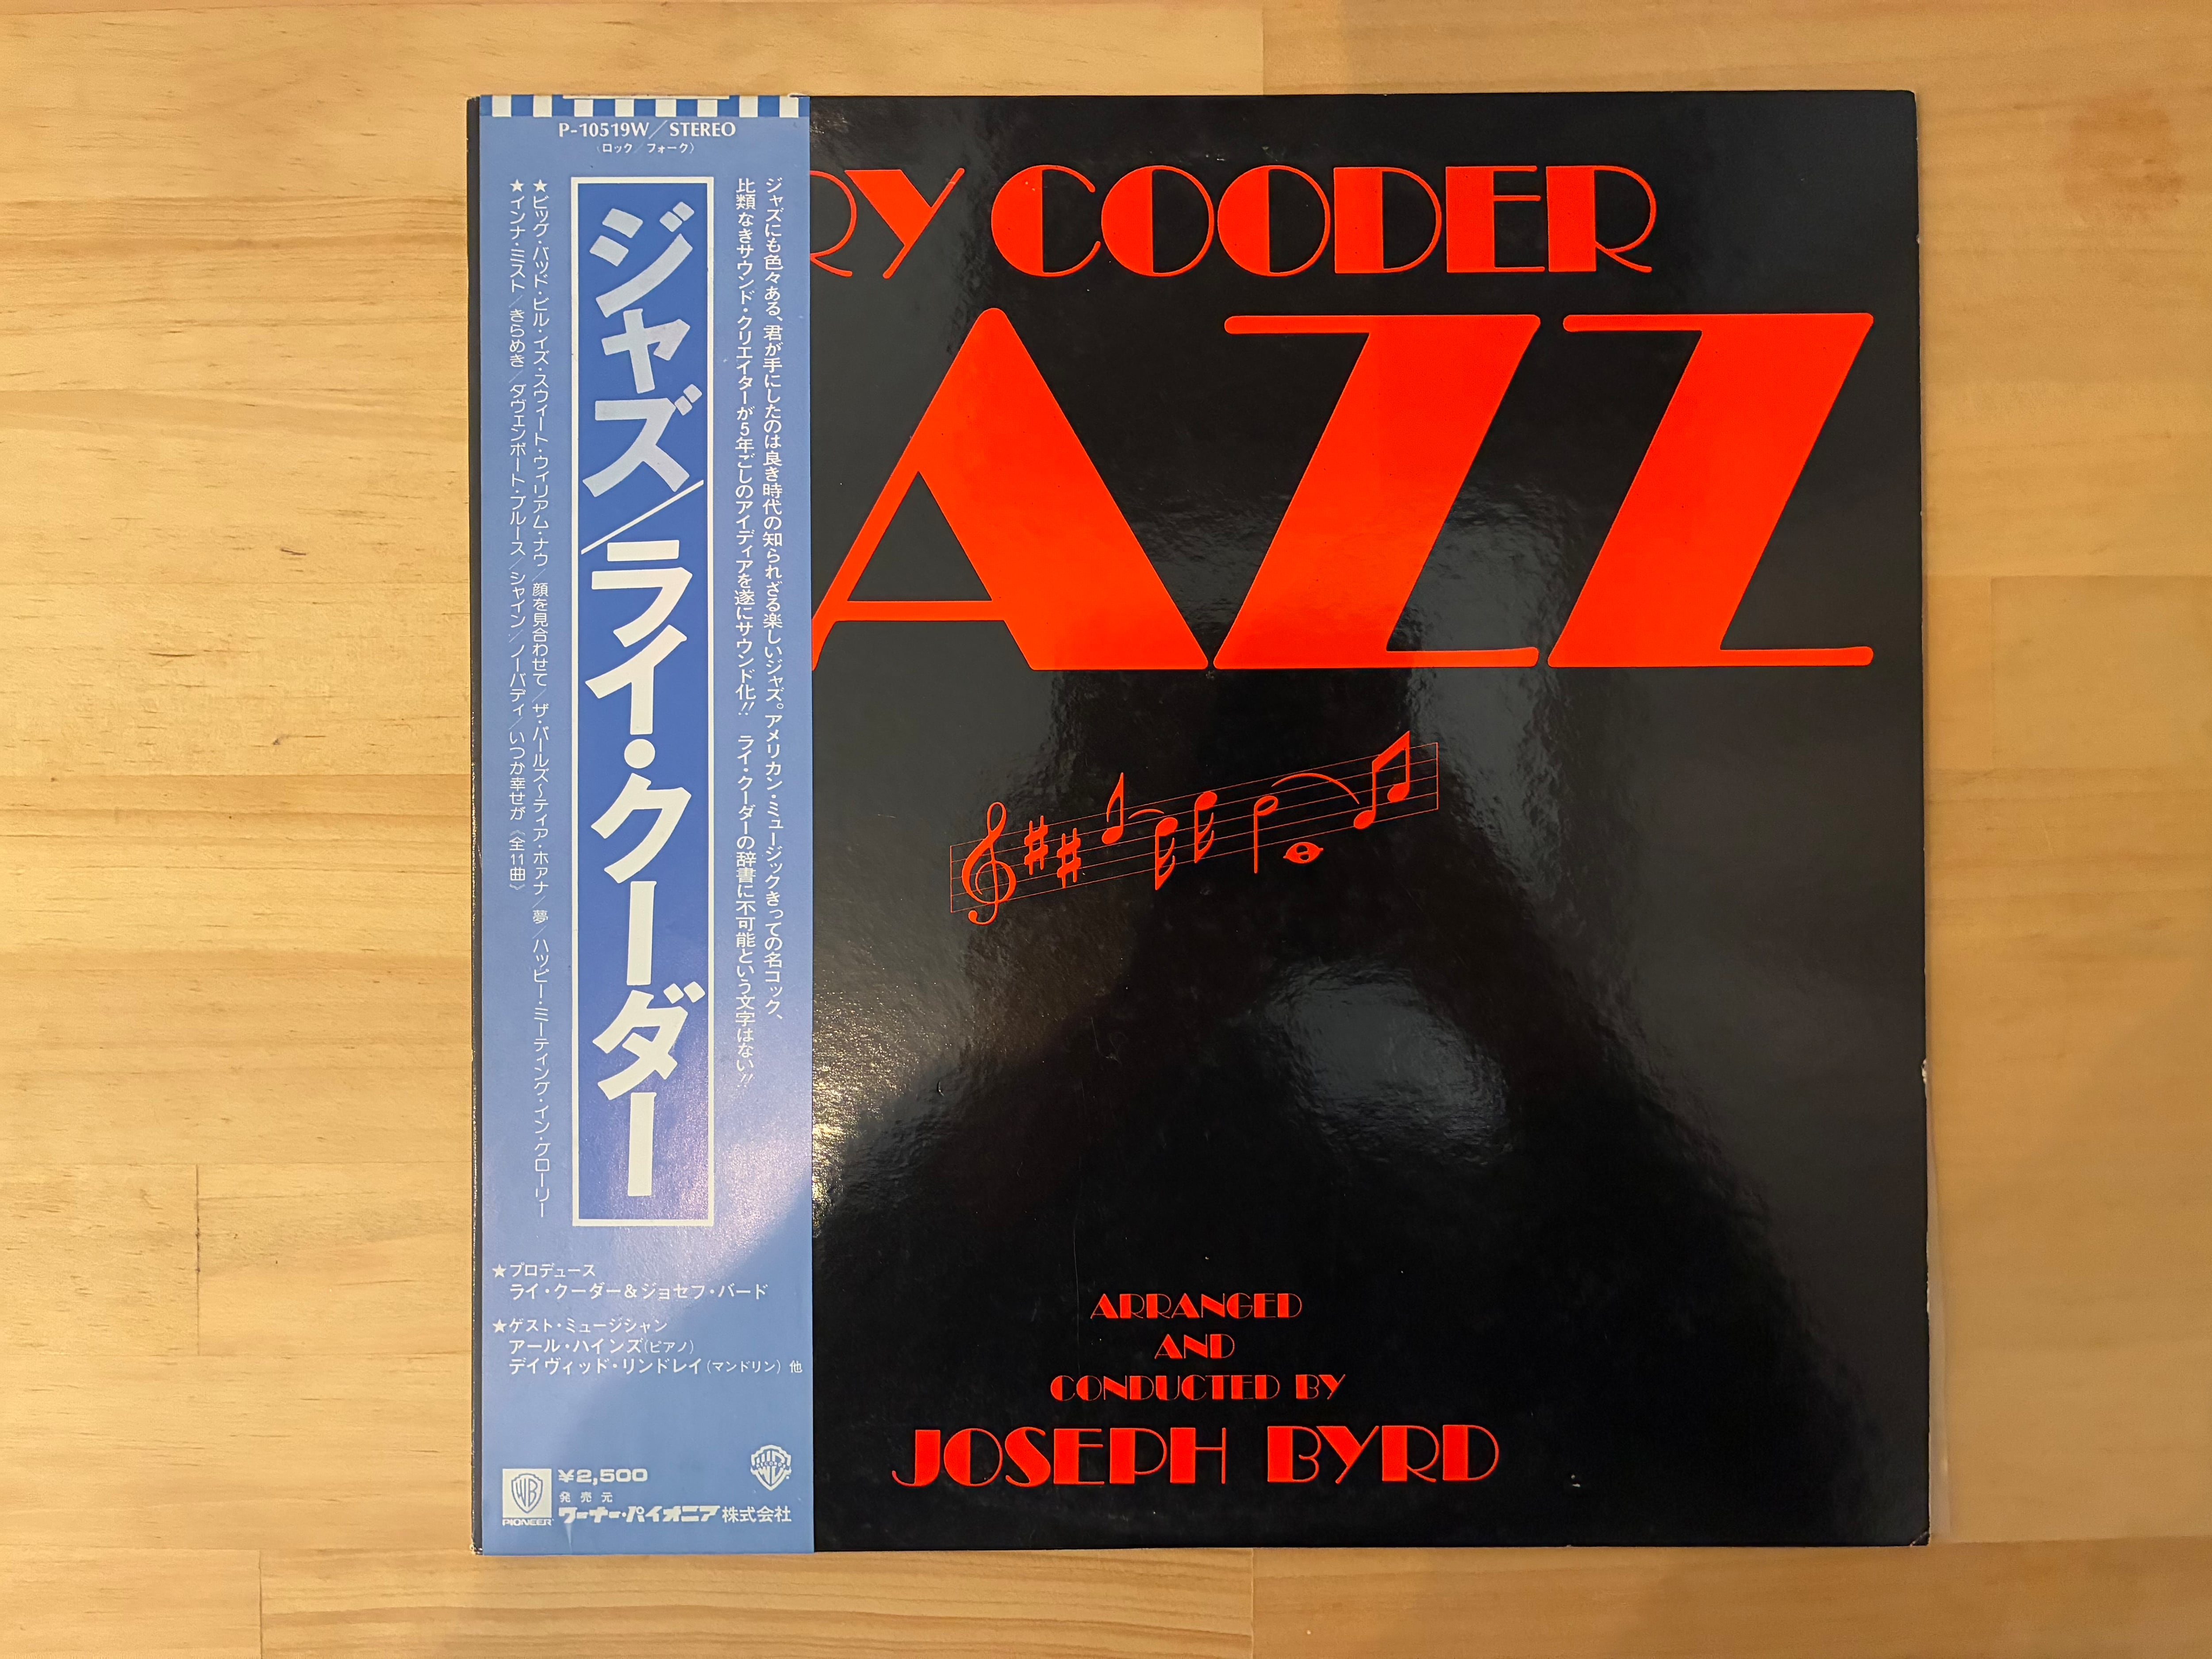 P-10519W/STEREO
(ロック/フォーク)
ジャズにも色々ある、君が手にしたのは良き時代の知られざる楽しいジャズ。アメリカン・ミュージックきっての名コック、
比類なきサウンド・クリエイターが5年ごしのアイディアを遂にサウンド化!! ライ・クーダーの辞書に不可能という文字はない!!
ジャズ/ライ・クーダー
★ビッグ・バッド・ビル・イズ・スウィート・ウィリアム・ナウ/顔を見合わせて/ザ・パールズ〜ティア・ホァナ/夢/ハッピー・ミーティング・イン・グローリー
★インナ・ミスト/きらめき/ダヴェンポート・ブルース/シャイン/ノーバディ/いつか幸せが《全11曲》
★プロデュース
ライ・クーダー&ジョセフ・バード
★ゲスト・ミュージシャン
アール・ハインズ(ピアノ)
デイヴィッド・リンドレイ(マンドリン)他
WB
PIONEER
¥2,500
発売元
ワーナー・パイオニア株式会社
RY COODER
AZZ
ARRANGED
AND
CONDUCTED BY
JOSEPH BYRD